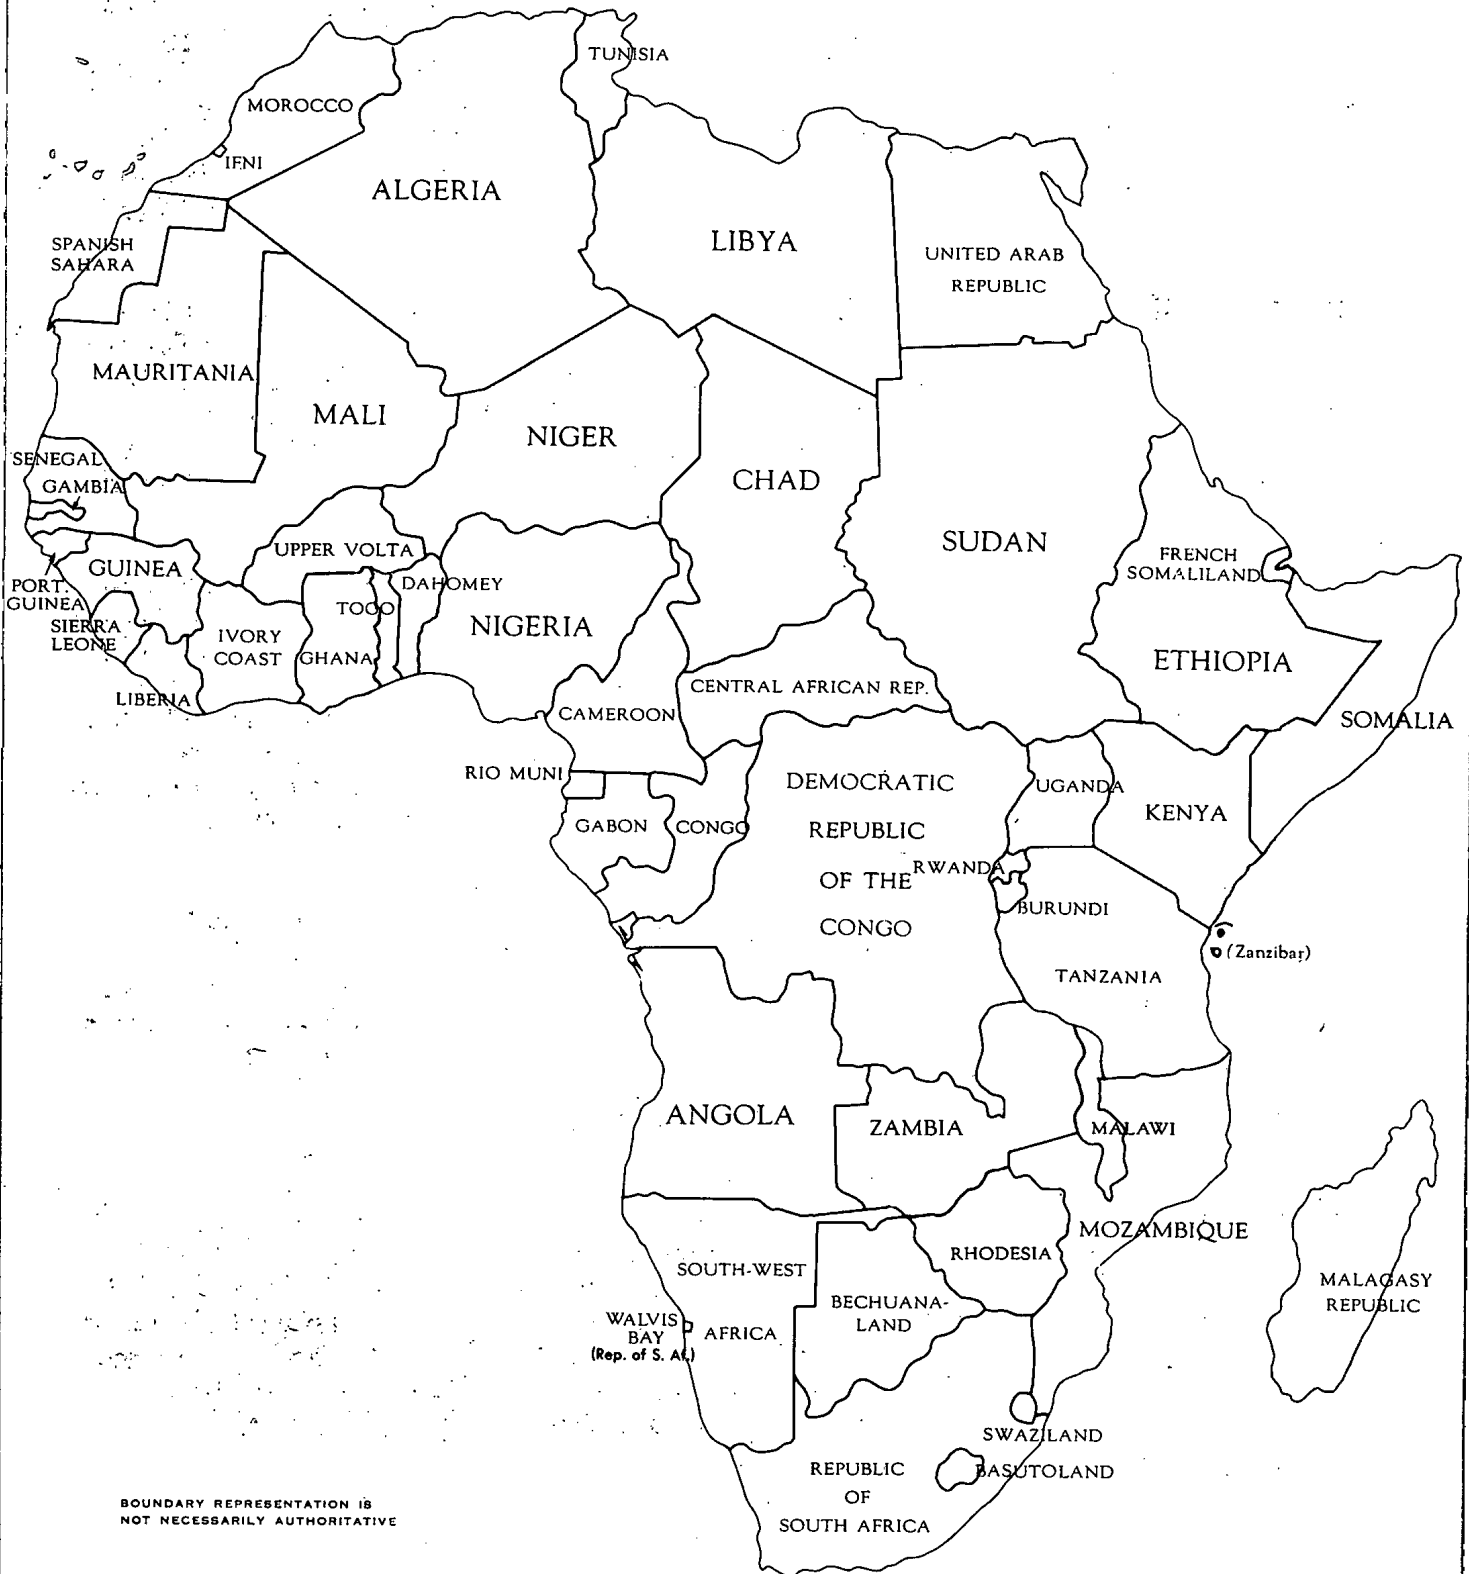 TUNISIA
MOROCCO
IFNI
ALGERIA
LIBYA
UNITED ARAB
REPUBLIC
SPANISH
SAHARA
MAURITANIA
MALI
NIGER
CHAD
SUDAN
SENEGAL
GAMBIA
UPPER VOLTA
GUINEA
PORT.
GUINEA
SIERRA
LEONE
LIBERIA
IVORY
COAST
GHANA
TOGO
DAHOMEY
NIGERIA
FRENCH
SOMALILAND
ETHIOPIA
SOMALIA
CENTRAL AFRICAN REP.
CAMEROON
RIO MUNI
GABON
CONGO
DEMOCRATIC
REPUBLIC
OF THE
CONGO
UGANDA
KENYA
RWANDA
BURUNDI
(Zanzibar)
TANZANIA
ANGOLA
ZAMBIA
MALAWI
MOZAMBIQUE
RHODESIA
SOUTH-WEST
AFRICA
BECHUANA-
LAND
WALVIS
BAY
(Rep. of S. Af.)
MALAGASY
REPUBLIC
SWAZILAND
BASUTOLAND
REPUBLIC
OF
SOUTH AFRICA
BOUNDARY REPRESENTATION IS
NOT NECESSARILY AUTHORITATIVE